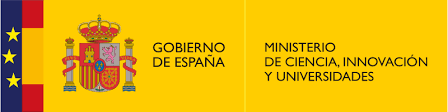 GOBIERNO
DE ESPAÑA
MINISTERIO
DE CIENCIA, INNOVACIÓN
Y UNIVERSIDADES